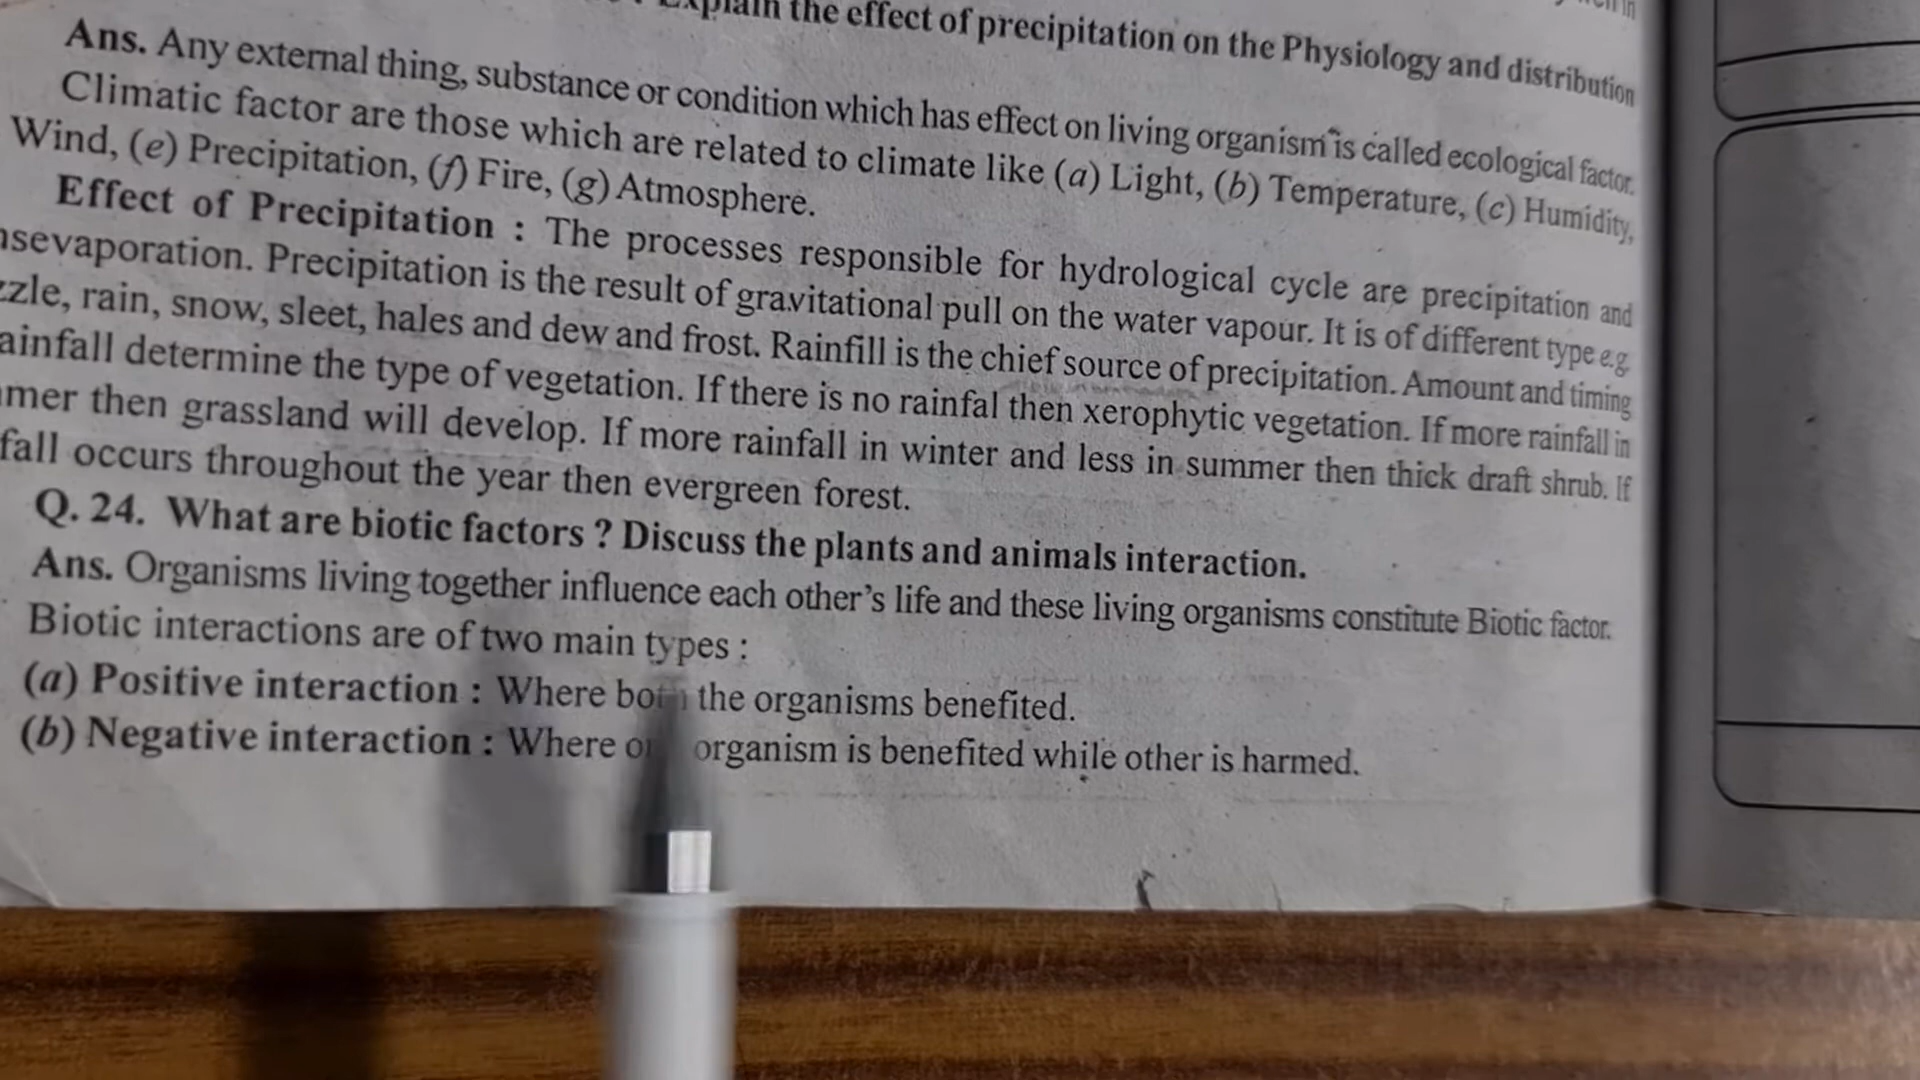 Explain the effect of precipitation on the Physiology and distribution
Ans. Any external thing, substance or condition which has effect on living organism is called ecological factor.
Climatic factor are those which are related to climate like (a) Light, (b) Temperature, (c) Humidity,
Wind, (e) Precipitation, (f) Fire, (g) Atmosphere.
Effect of Precipitation : The processes responsible for hydrological cycle are precipitation and
nsevaporation. Precipitation is the result of gravitational pull on the water vapour. It is of different type e.g
zzle, rain, snow, sleet, hales and dew and frost. Rainfill is the chief source of precipitation. Amount and timing
ainfall determine the type of vegetation. If there is no rainfal then xerophytic vegetation. If more rainfall in
mer then grassland will develop. If more rainfall in winter and less in summer then thick draft shrub. If
fall occurs throughout the year then evergreen forest.
Q. 24. What are biotic factors ? Discuss the plants and animals interaction.
Ans. Organisms living together influence each other's life and these living organisms constitute Biotic factor.
Biotic interactions are of two main types :
(a) Positive interaction : Where both the organisms benefited.
(b) Negative interaction : Where organism is benefited while other is harmed.